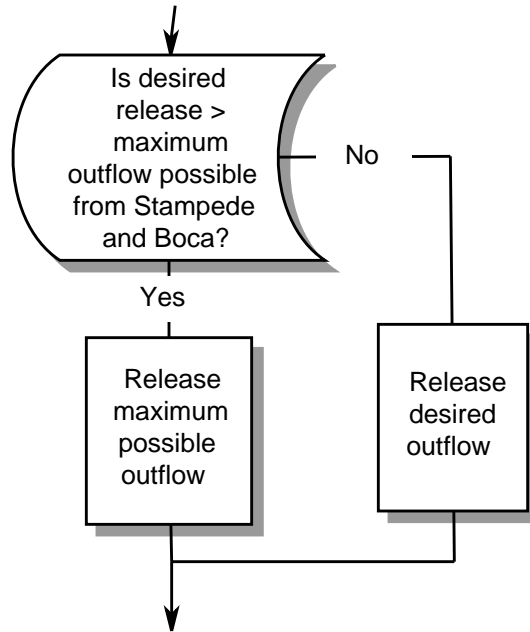 Is desired
release >
maximum
outflow possible
from Stampede
and Boca?
No
Yes
Release
maximum
possible
outflow
Release
desired
outflow